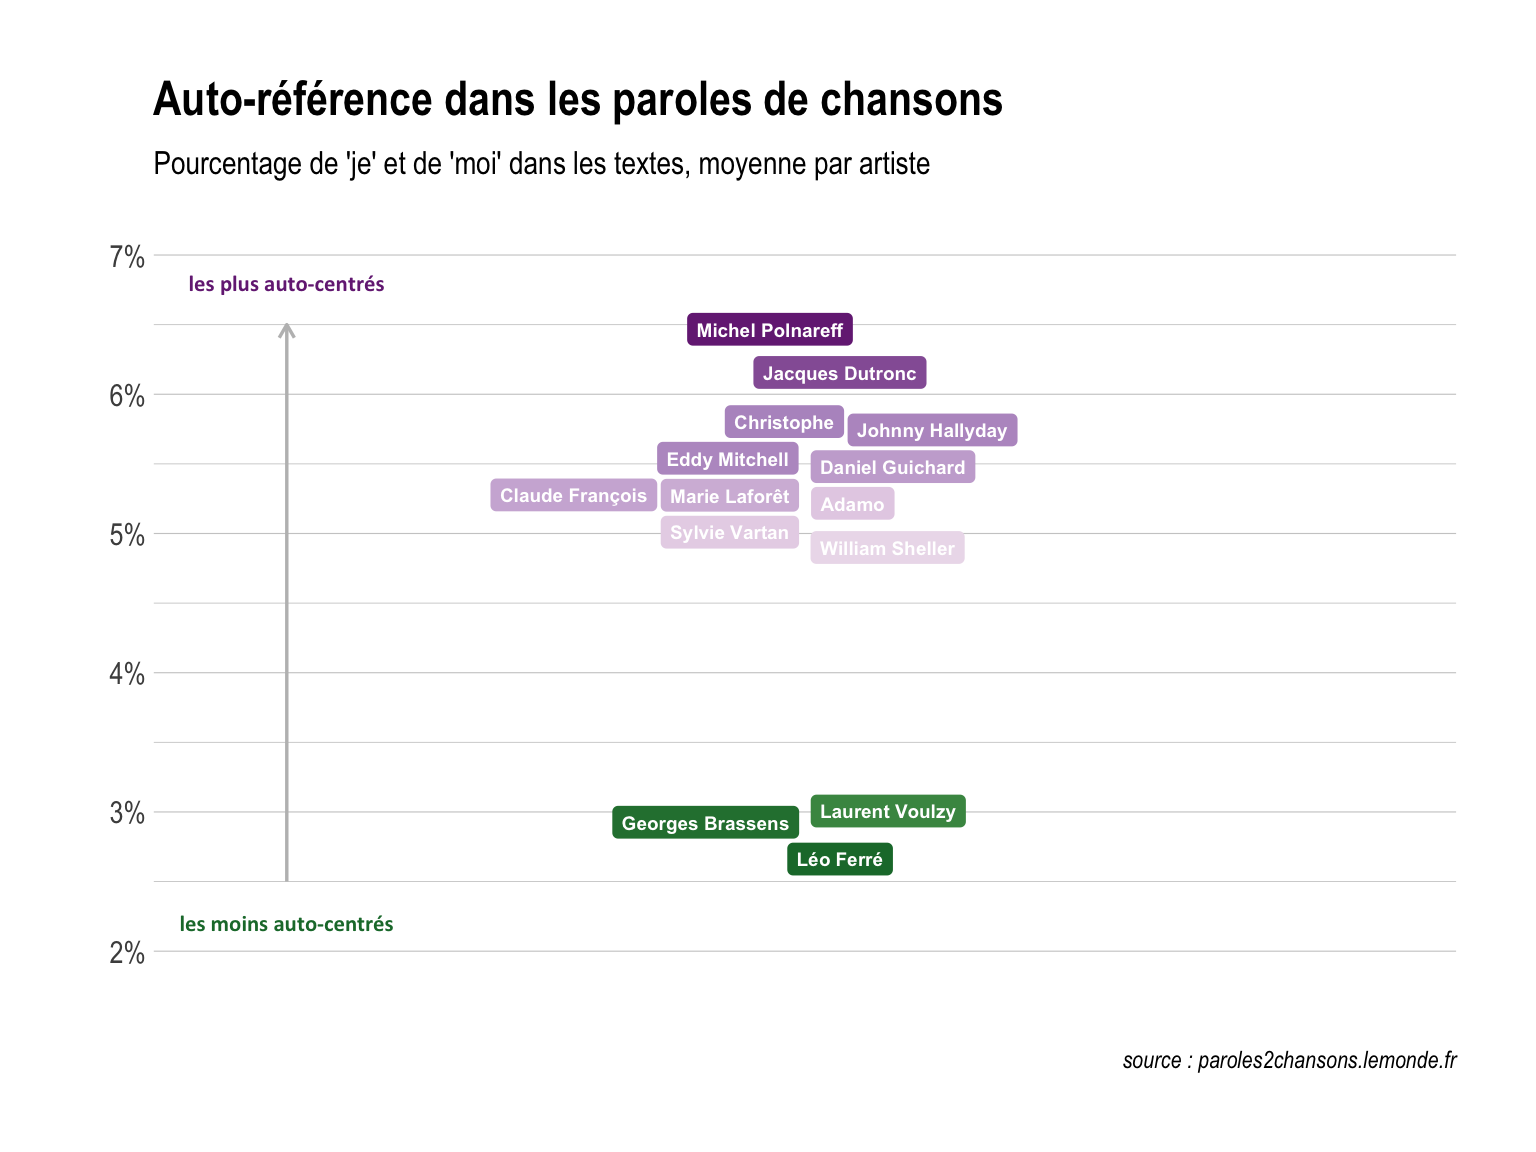 Auto-référence dans les paroles de chansons
Pourcentage de 'je' et de 'moi' dans les textes, moyenne par artiste
7%
les plus auto-centrés
Michel Polnareff
Jacques Dutronc
6%
Christophe
Johnny Hallyday
Eddy Mitchell
Daniel Guichard
Claude François
Marie Laforêt
Adamo
5%
Sylvie Vartan
William Sheller
4%
3%
Laurent Voulzy
Georges Brassens
Léo Ferré
les moins auto-centrés
2%
source : paroles2chansons.lemonde.fr